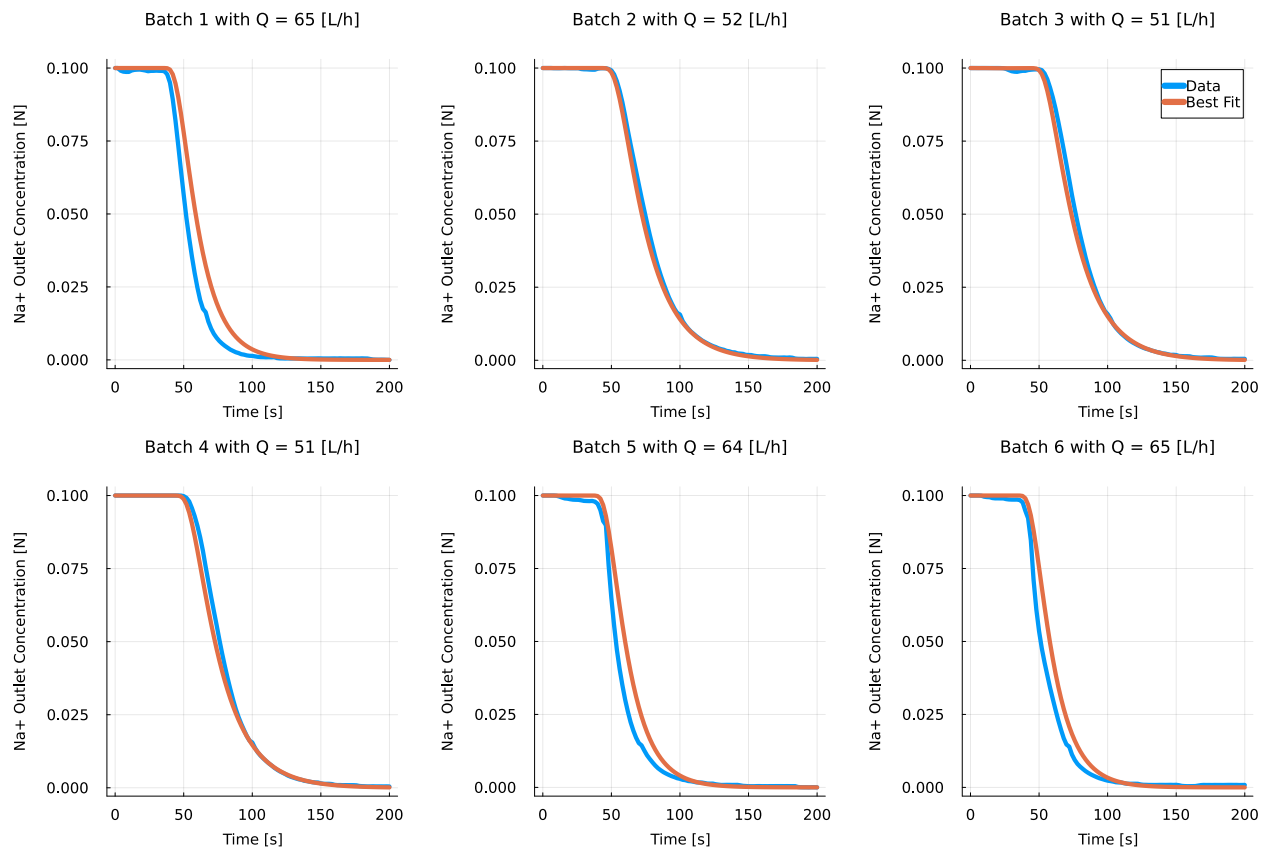 Batch 1 with Q = 65 [L/h]
Na+ Outlet Concentration [N]
0.100
0.075
0.050
0.025
0.000
0 50 100 150 200
Time [s]
Batch 2 with Q = 52 [L/h]
Na+ Outlet Concentration [N]
0.100
0.075
0.050
0.025
0.000
0 50 100 150 200
Time [s]
Batch 3 with Q = 51 [L/h]
Na+ Outlet Concentration [N]
0.100
0.075
0.050
0.025
0.000
Data
Best Fit
0 50 100 150 200
Time [s]
Batch 4 with Q = 51 [L/h]
Na+ Outlet Concentration [N]
0.100
0.075
0.050
0.025
0.000
0 50 100 150 200
Time [s]
Batch 5 with Q = 64 [L/h]
Na+ Outlet Concentration [N]
0.100
0.075
0.050
0.025
0.000
0 50 100 150 200
Time [s]
Batch 6 with Q = 65 [L/h]
Na+ Outlet Concentration [N]
0.100
0.075
0.050
0.025
0.000
0 50 100 150 200
Time [s]